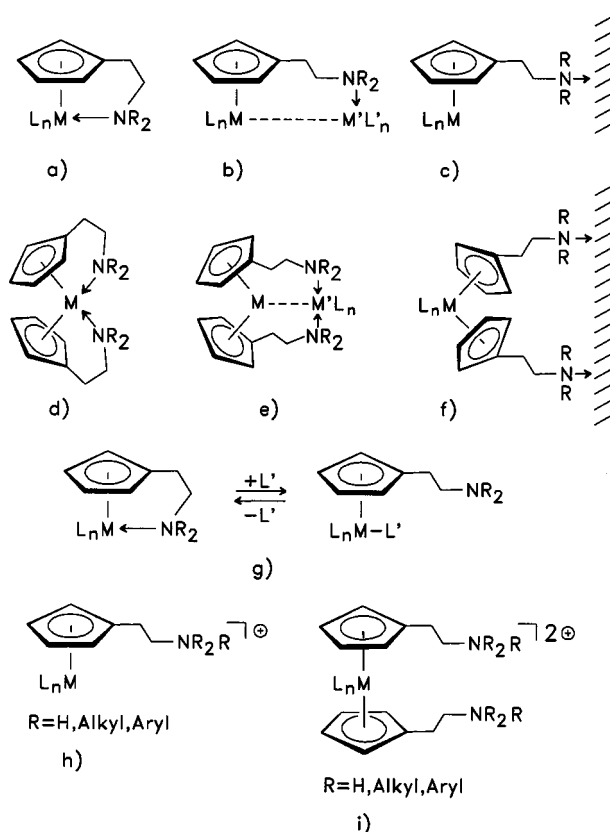 LₙM NR₂
a)
NR₂
LₙM M'L'ₙ
b)
R
N
R
LₙM
c)
NR₂
M
NR₂
d)
NR₂
M M'Lₙ
NR₂
e)
R
N
R
LₙM
R
N
R
f)
LₙM NR₂
+L'
−L'
NR₂
LₙM–L'
g)
NR₂R ⊕
LₙM
R=H,Alkyl,Aryl
h)
NR₂R 2⊕
LₙM
NR₂R
R=H,Alkyl,Aryl
i)